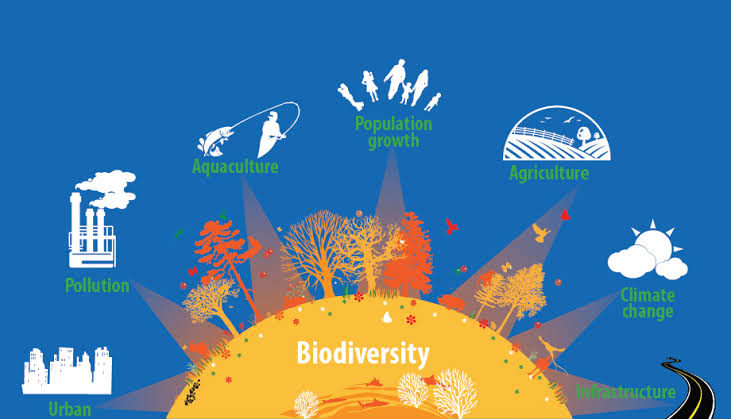 Population
growth
Aquaculture
Agriculture
Pollution
Climate
change
Biodiversity
Infrastructure
Urban